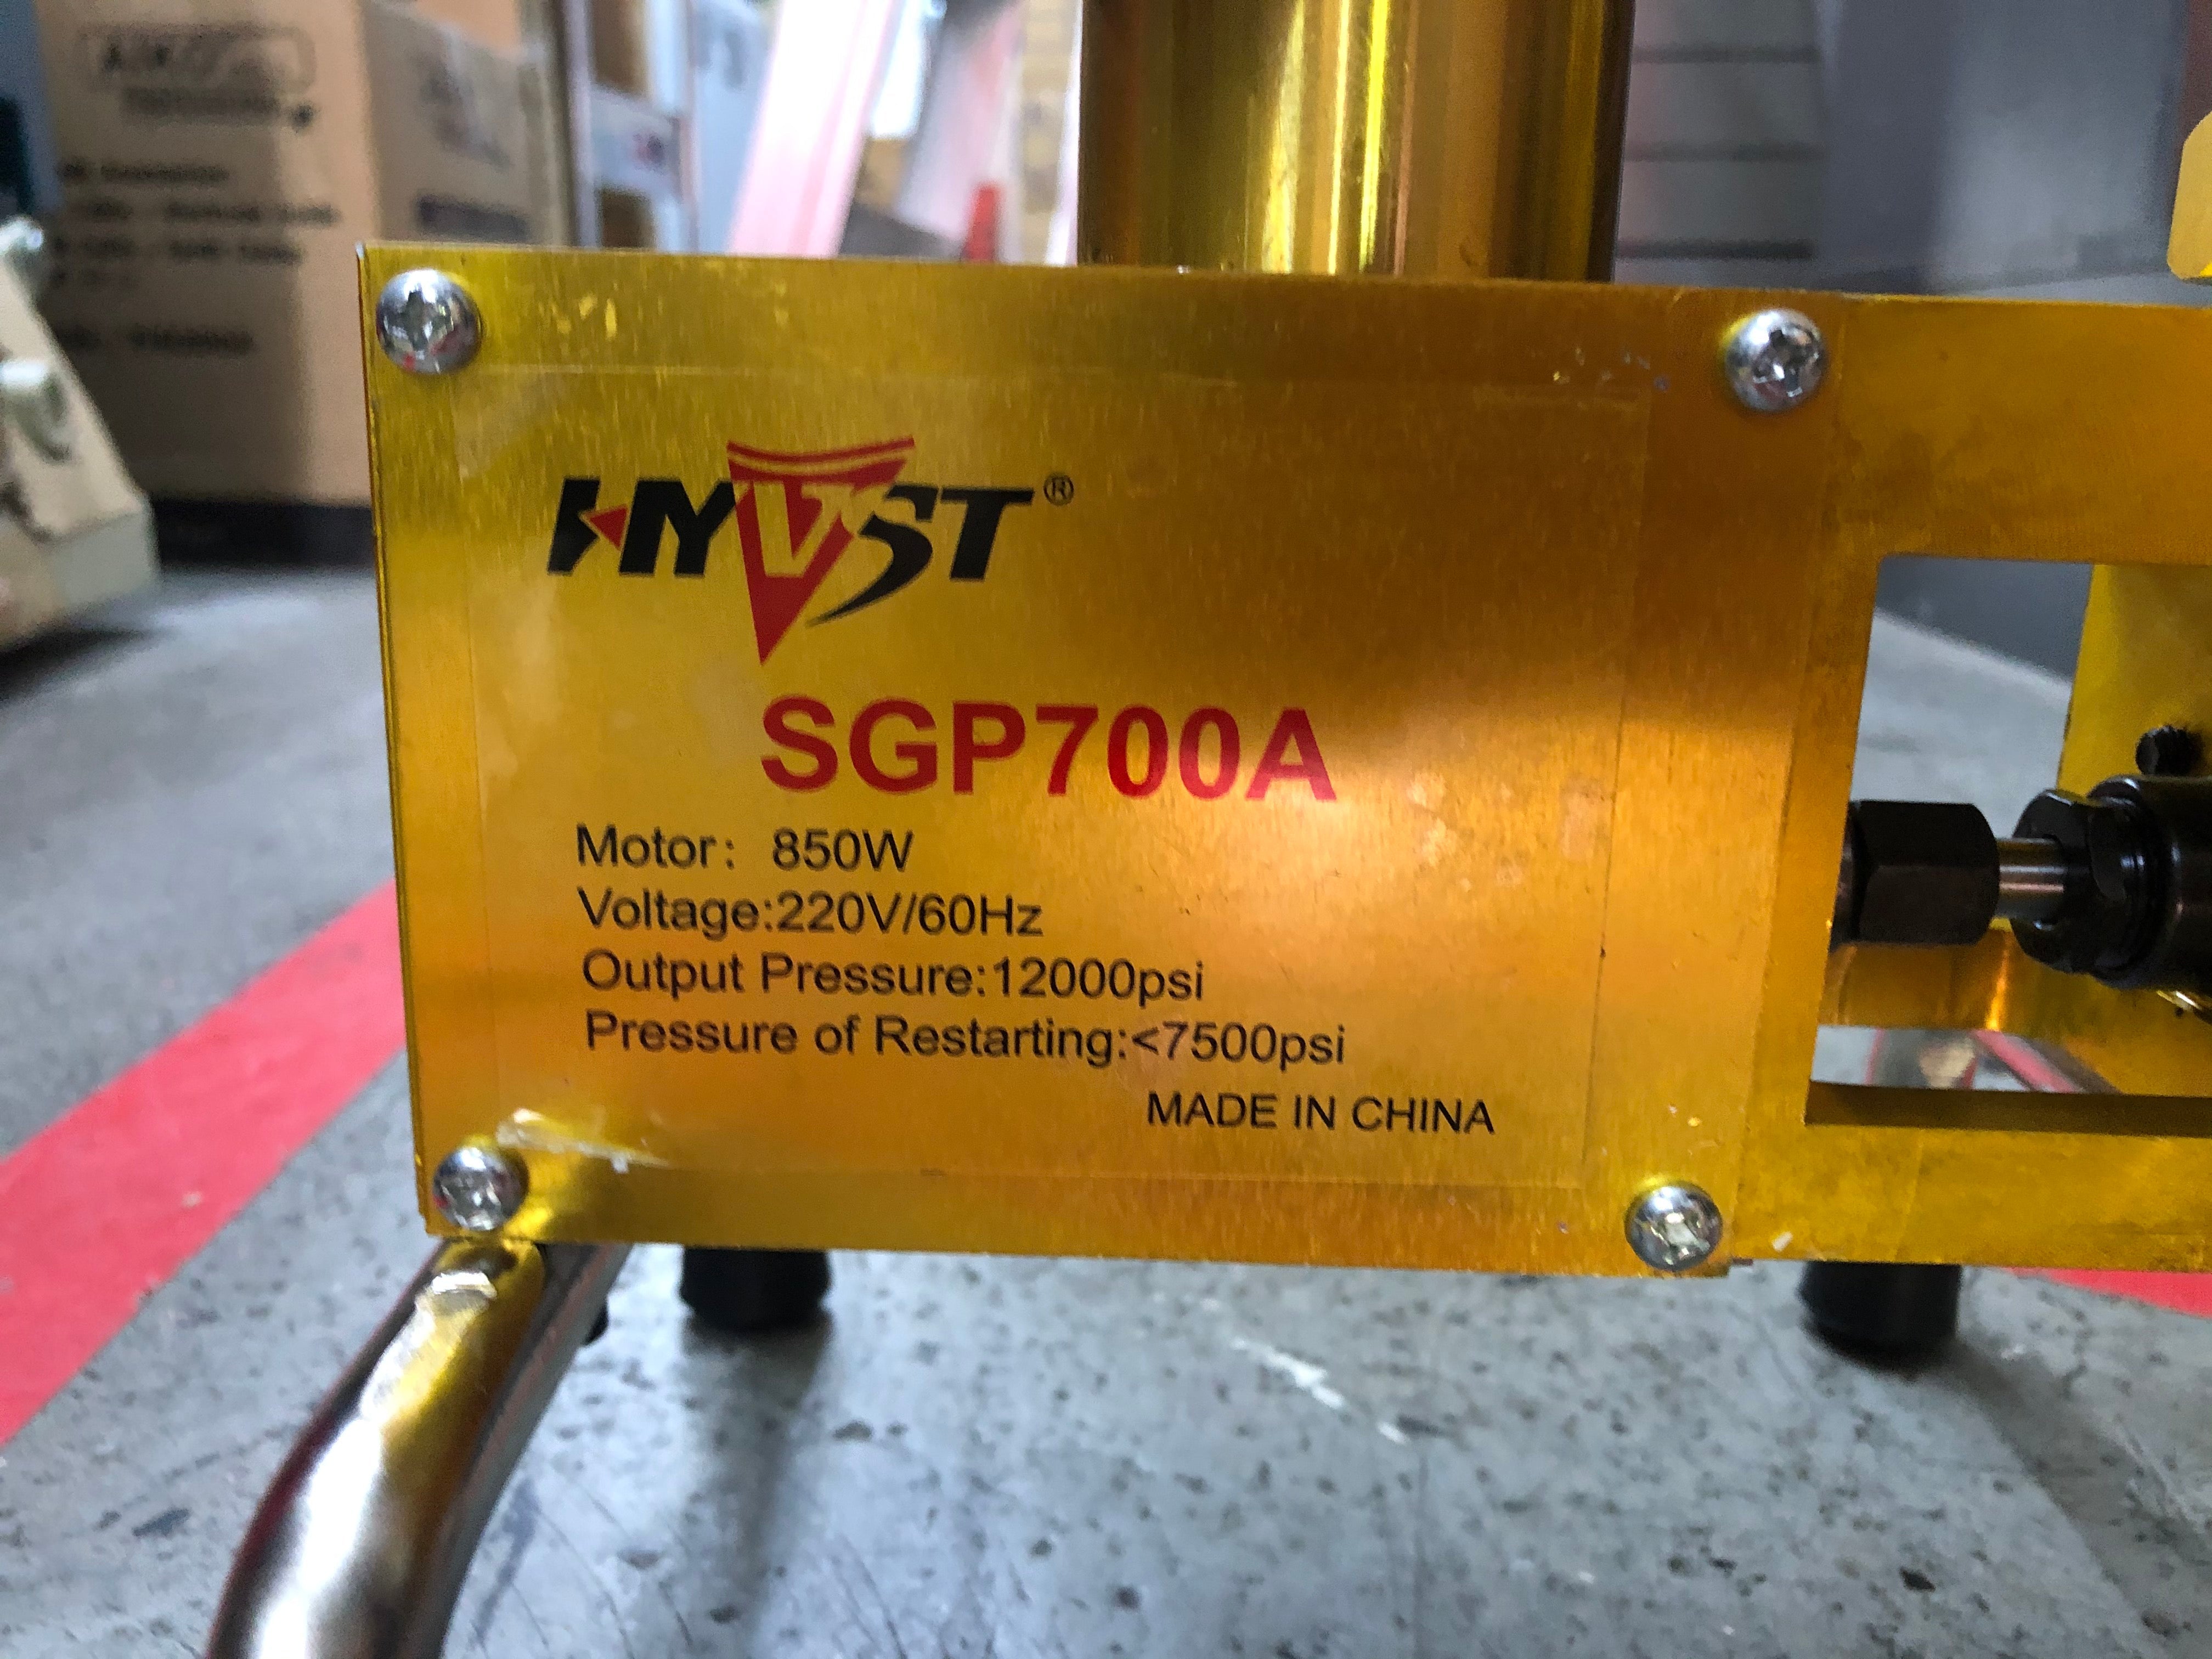 HYVST®
SGP700A
Motor: 850W
Voltage:220V/60Hz
Output Pressure:12000psi
Pressure of Restarting:<7500psi
MADE IN CHINA